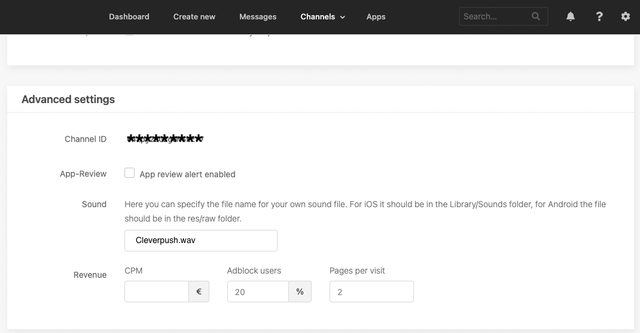 Dashboard Create new Messages Channels Apps Search...
Advanced settings
Channel ID *********
App-Review App review alert enabled
Sound Here you can specify the file name for your own sound file. For iOS it should be in the Library/Sounds folder, for Android the file
should be in the res/raw folder.
Cleverpush.wav
Revenue CPM Adblock users Pages per visit
€ 20 % 2